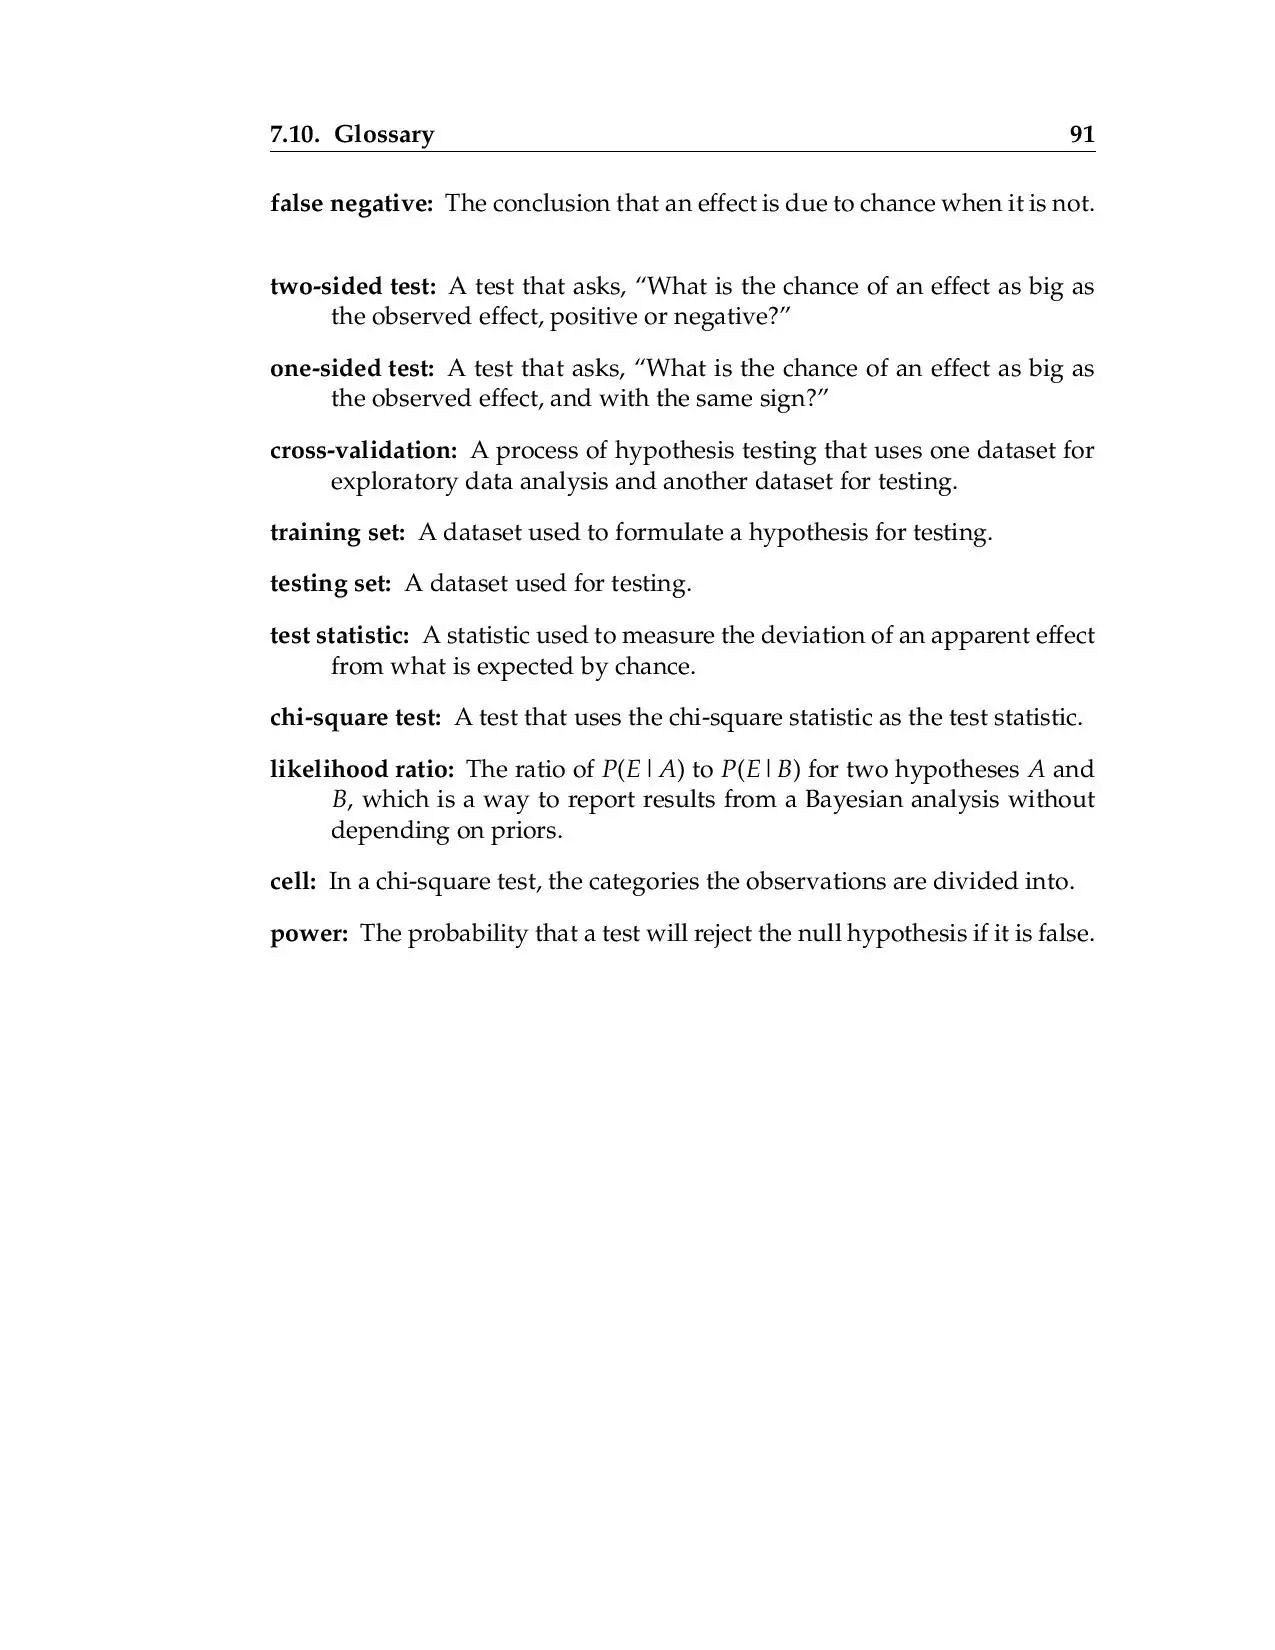 7.10. Glossary 91
false negative: The conclusion that an effect is due to chance when it is not.
two-sided test: A test that asks, “What is the chance of an effect as big as
the observed effect, positive or negative?”
one-sided test: A test that asks, “What is the chance of an effect as big as
the observed effect, and with the same sign?”
cross-validation: A process of hypothesis testing that uses one dataset for
exploratory data analysis and another dataset for testing.
training set: A dataset used to formulate a hypothesis for testing.
testing set: A dataset used for testing.
test statistic: A statistic used to measure the deviation of an apparent effect
from what is expected by chance.
chi-square test: A test that uses the chi-square statistic as the test statistic.
likelihood ratio: The ratio of P(E|A) to P(E|B) for two hypotheses A and
B, which is a way to report results from a Bayesian analysis without
depending on priors.
cell: In a chi-square test, the categories the observations are divided into.
power: The probability that a test will reject the null hypothesis if it is false.